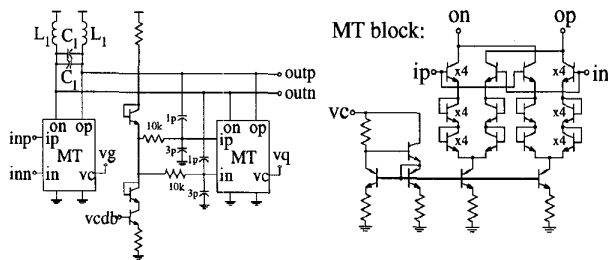 L1 C1 L1
C1
outp
outn
on op
inp ip
MT vg
inn in vc
10k 1p
3p 1p
10k 3p
on op
ip
MT vq
in vc
vcdb
MT block: on op
ip x4 x4 in
x4 x4
vc x4 x4